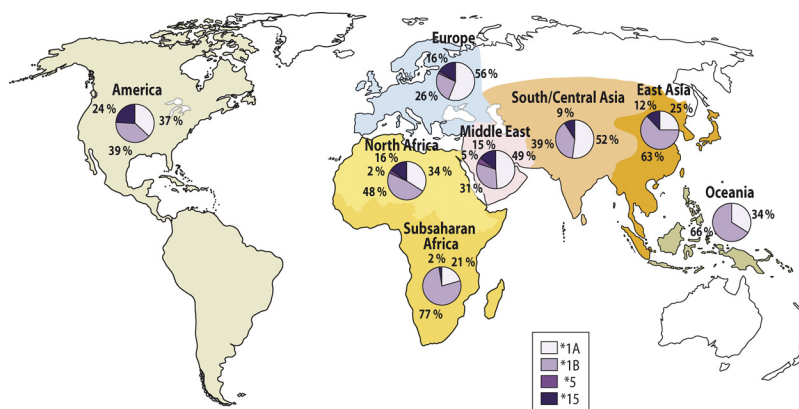 America
24 %
37 %
39 %
Europe
16 %
56 %
26 %
North Africa
16 %
2 %
34 %
48 %
Middle East
15 %
5 %
49 %
31 %
South/Central Asia
9 %
39 %
52 %
East Asia
12 %
25 %
63 %
Oceania
34 %
66 %
Subsaharan
Africa
2 %
21 %
77 %
*1A
*1B
*5
*15